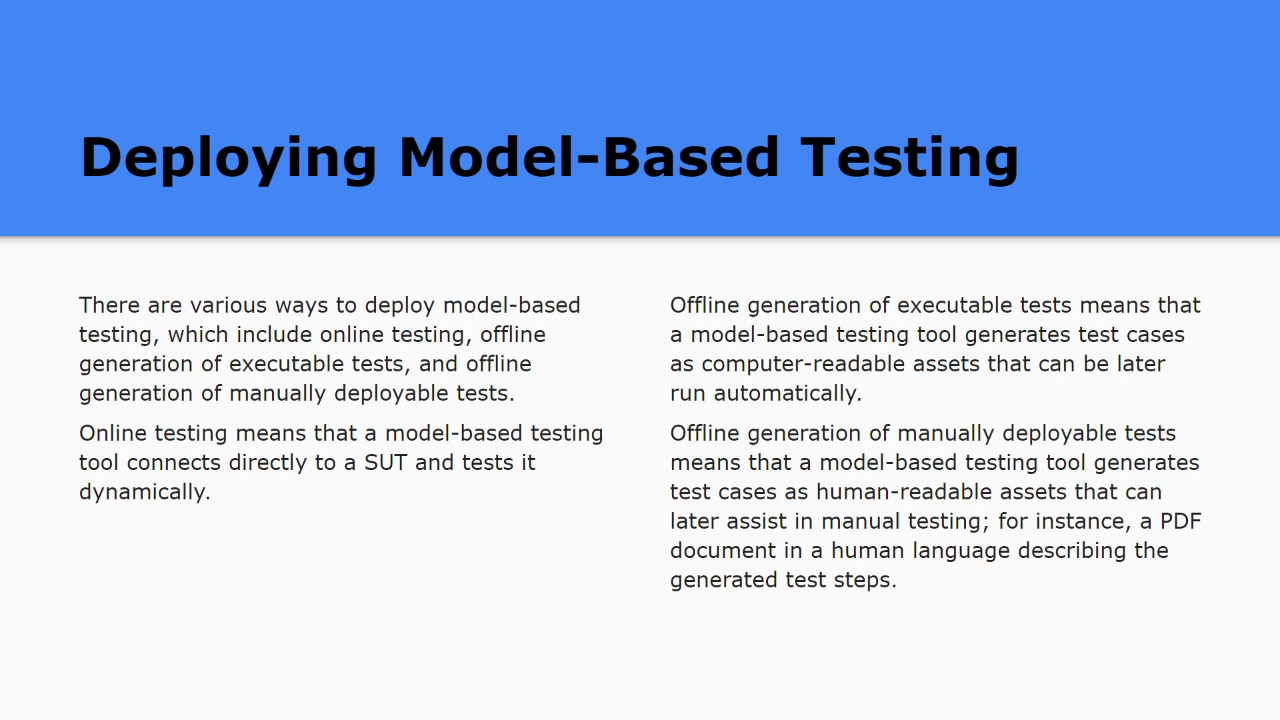 Deploying Model-Based Testing
There are various ways to deploy model-based
testing, which include online testing, offline
generation of executable tests, and offline
generation of manually deployable tests.
Online testing means that a model-based testing
tool connects directly to a SUT and tests it
dynamically.
Offline generation of executable tests means that
a model-based testing tool generates test cases
as computer-readable assets that can be later
run automatically.
Offline generation of manually deployable tests
means that a model-based testing tool generates
test cases as human-readable assets that can
later assist in manual testing; for instance, a PDF
document in a human language describing the
generated test steps.